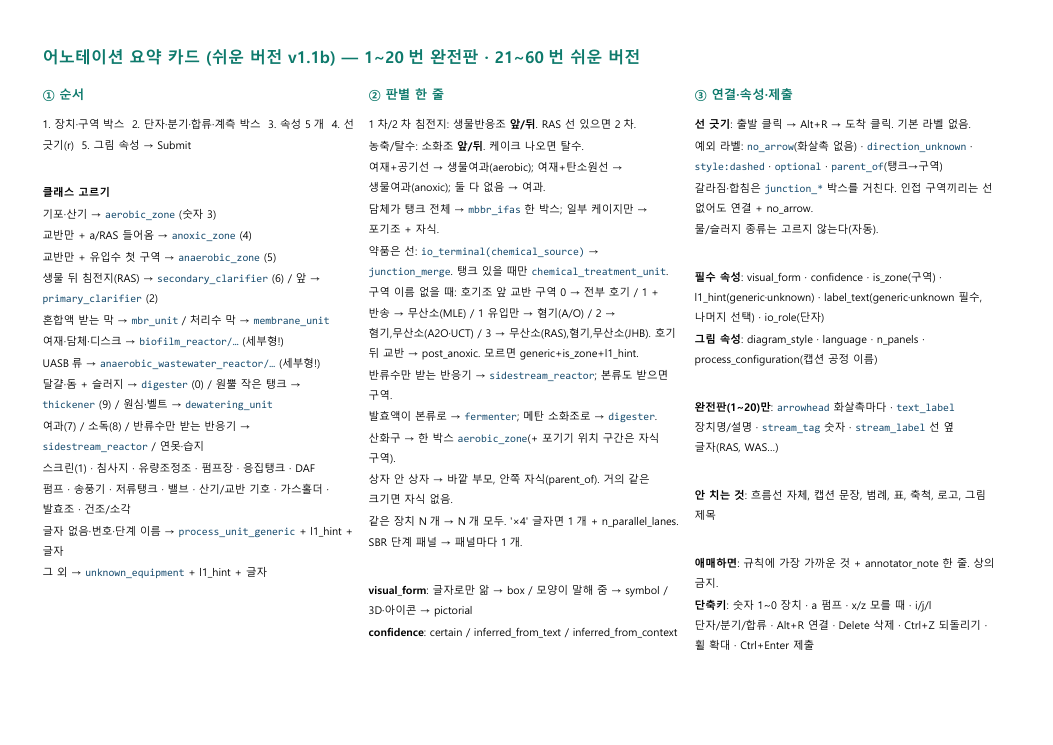 어노테이션 요약 카드 (쉬운 버전 v1.1b) — 1~20 번 완전판 · 21~60 번 쉬운 버전
① 순서
1. 장치·구역 박스 2. 단자·분기·합류·계측 박스 3. 속성 5 개 4. 선
긋기(r) 5. 그림 속성 → Submit
클래스 고르기
기포·산기 → aerobic_zone (숫자 3)
교반만 + a/RAS 들어옴 → anoxic_zone (4)
교반만 + 유입수 첫 구역 → anaerobic_zone (5)
생물 뒤 침전지(RAS) → secondary_clarifier (6) / 앞 →
primary_clarifier (2)
혼합액 받는 막 → mbr_unit / 처리수 막 → membrane_unit
여재·담체·디스크 → biofilm_reactor/… (세부형!)
UASB 류 → anaerobic_wastewater_reactor/… (세부형!)
달걀·돔 + 슬러지 → digester (0) / 원뿔 작은 탱크 →
thickener (9) / 원심·벨트 → dewatering_unit
여과(7) / 소독(8) / 반류수만 받는 반응기 →
sidestream_reactor / 연못·습지
스크린(1) · 침사지 · 유량조정조 · 펌프장 · 응집탱크 · DAF
펌프 · 송풍기 · 저류탱크 · 밸브 · 산기/교반 기호 · 가스홀더 ·
발효조 · 건조/소각
글자 없음·번호·단계 이름 → process_unit_generic + l1_hint +
글자
그 외 → unknown_equipment + l1_hint + 글자
② 판별 한 줄
1 차/2 차 침전지: 생물반응조 앞/뒤. RAS 선 있으면 2 차.
농축/탈수: 소화조 앞/뒤. 케이크 나오면 탈수.
여재+공기선 → 생물여과(aerobic); 여재+탄소원선 →
생물여과(anoxic); 둘 다 없음 → 여과.
담체가 탱크 전체 → mbbr_ifas 한 박스; 일부 케이지만 →
포기조 + 자식.
약품은 선: io_terminal(chemical_source) →
junction_merge. 탱크 있을 때만 chemical_treatment_unit.
구역 이름 없을 때: 호기조 앞 교반 구역 0 → 전부 호기 / 1 +
반송 → 무산소(MLE) / 1 유입만 → 혐기(A/O) / 2 →
혐기,무산소(A2O·UCT) / 3 → 무산소(RAS),혐기,무산소(JHB). 호기
뒤 교반 → post_anoxic. 모르면 generic+is_zone+l1_hint.
반류수만 받는 반응기 → sidestream_reactor; 본류도 받으면
구역.
발효액이 본류로 → fermenter; 메탄 소화조로 → digester.
산화구 → 한 박스 aerobic_zone(+ 포기기 위치 구간은 자식
구역).
상자 안 상자 → 바깥 부모, 안쪽 자식(parent_of). 거의 같은
크기면 자식 없음.
같은 장치 N 개 → N 개 모두. '×4' 글자면 1 개 + n_parallel_lanes.
SBR 단계 패널 → 패널마다 1 개.
visual_form: 글자로만 앎 → box / 모양이 말해 줌 → symbol /
3D·아이콘 → pictorial
confidence: certain / inferred_from_text / inferred_from_context
③ 연결·속성·제출
선 긋기: 출발 클릭 → Alt+R → 도착 클릭. 기본 라벨 없음.
예외 라벨: no_arrow(화살촉 없음) · direction_unknown ·
style:dashed · optional · parent_of(탱크→구역)
갈라짐·합침은 junction_* 박스를 거친다. 인접 구역끼리는 선
없어도 연결 + no_arrow.
물/슬러지 종류는 고르지 않는다(자동).
필수 속성: visual_form · confidence · is_zone(구역) ·
l1_hint(generic·unknown) · label_text(generic·unknown 필수,
나머지 선택) · io_role(단자)
그림 속성: diagram_style · language · n_panels ·
process_configuration(캡션 공정 이름)
완전판(1~20)만: arrowhead 화살촉마다 · text_label
장치명/설명 · stream_tag 숫자 · stream_label 선 옆
글자(RAS, WAS…)
안 치는 것: 흐름선 자체, 캡션 문장, 범례, 표, 축척, 로고, 그림
제목
애매하면: 규칙에 가장 가까운 것 + annotator_note 한 줄. 상의
금지.
단축키: 숫자 1~0 장치 · a 펌프 · x/z 모를 때 · i/j/l
단자/분기/합류 · Alt+R 연결 · Delete 삭제 · Ctrl+Z 되돌리기 ·
휠 확대 · Ctrl+Enter 제출